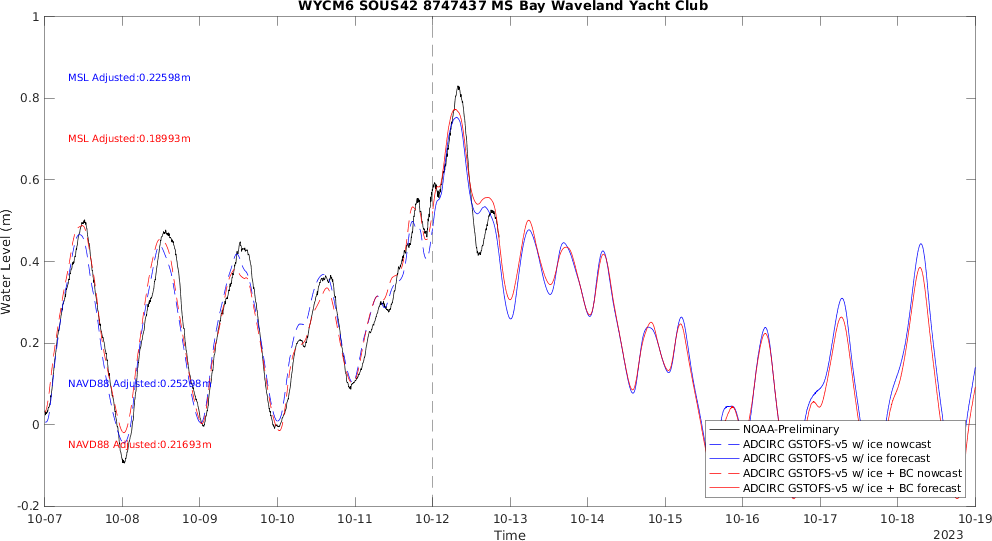 WYCM6 SOUS42 8747437 MS Bay Waveland Yacht Club
1
0.8
0.6
0.4
0.2
0
-0.2
Water Level (m)
MSL Adjusted:0.22598m
MSL Adjusted:0.18993m
NAVD88 Adjusted:0.25298m
NAVD88 Adjusted:0.21693m
NOAA-Preliminary
ADCIRC GSTOFS-v5 w/ ice nowcast
ADCIRC GSTOFS-v5 w/ ice forecast
ADCIRC GSTOFS-v5 w/ ice + BC nowcast
ADCIRC GSTOFS-v5 w/ ice + BC forecast
10-07 10-08 10-09 10-10 10-11 10-12 10-13 10-14 10-15 10-16 10-17 10-18 10-19
Time
2023